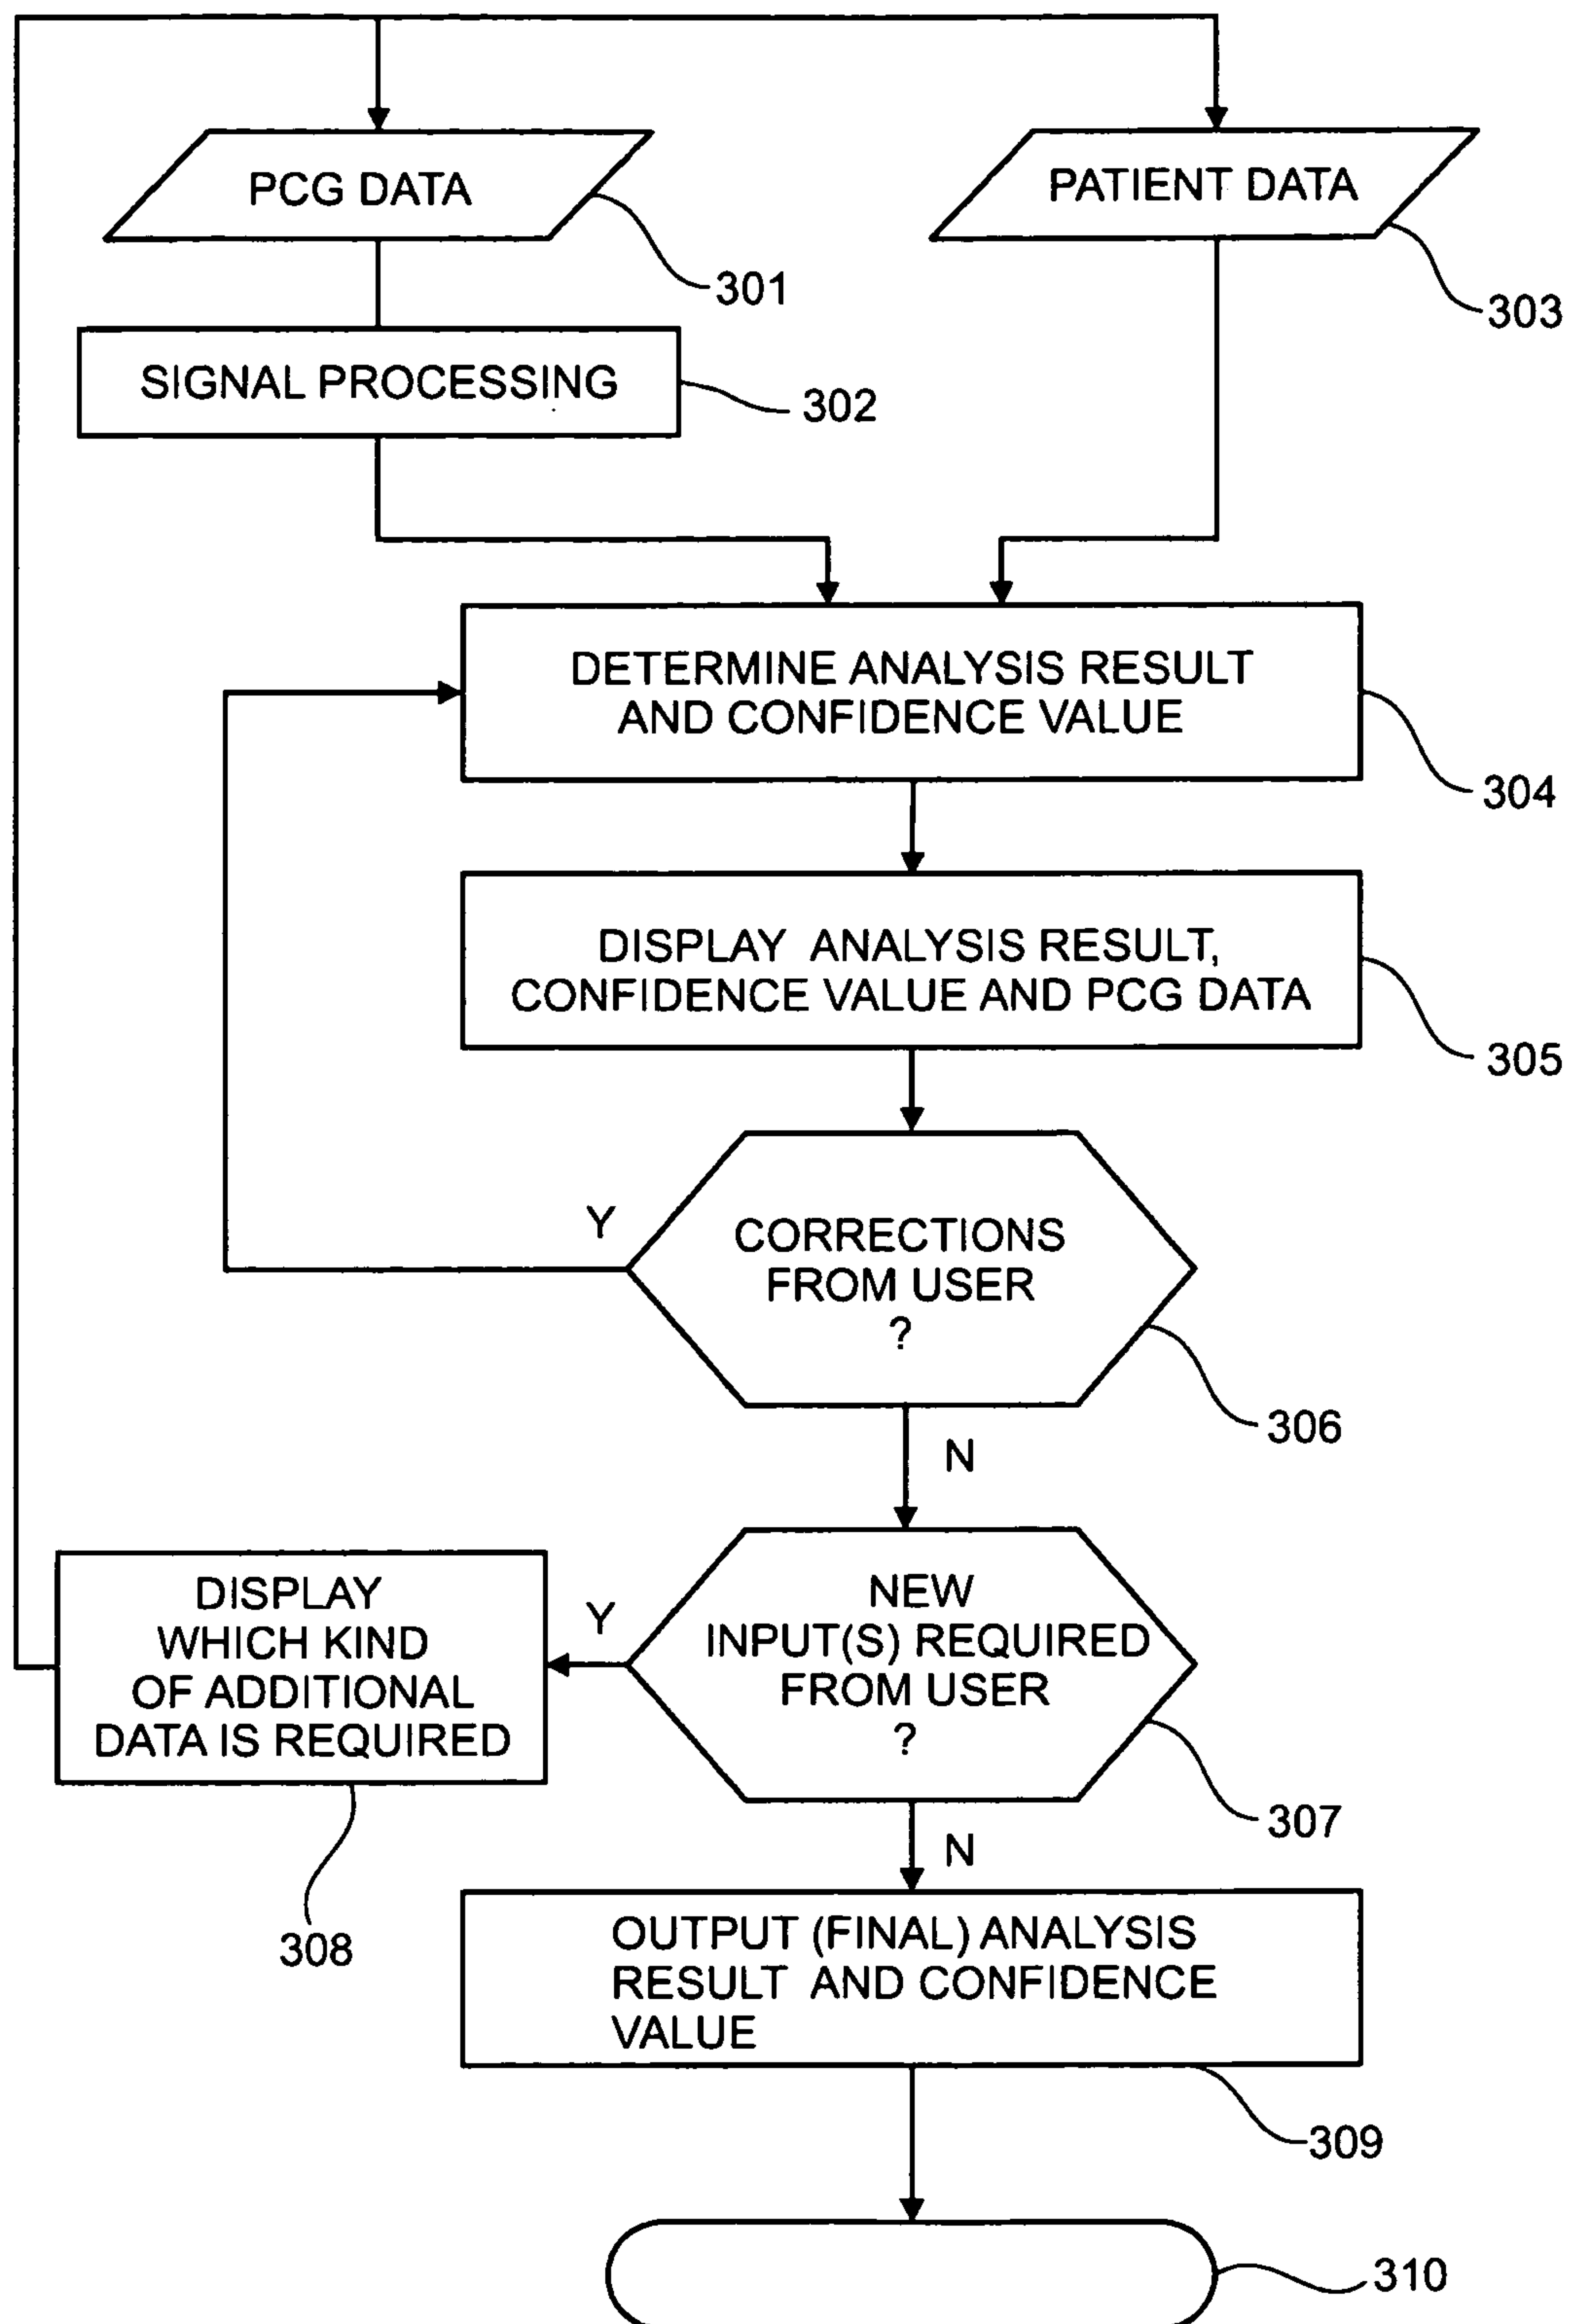 PCG DATA
PATIENT DATA
301
303
SIGNAL PROCESSING
302
DETERMINE ANALYSIS RESULT
AND CONFIDENCE VALUE
304
DISPLAY ANALYSIS RESULT,
CONFIDENCE VALUE AND PCG DATA
305
Y
CORRECTIONS
FROM USER
?
306
N
DISPLAY
WHICH KIND
OF ADDITIONAL
DATA IS REQUIRED
Y
NEW
INPUT(S) REQUIRED
FROM USER
?
307
N
308
OUTPUT (FINAL) ANALYSIS
RESULT AND CONFIDENCE
VALUE
309
310